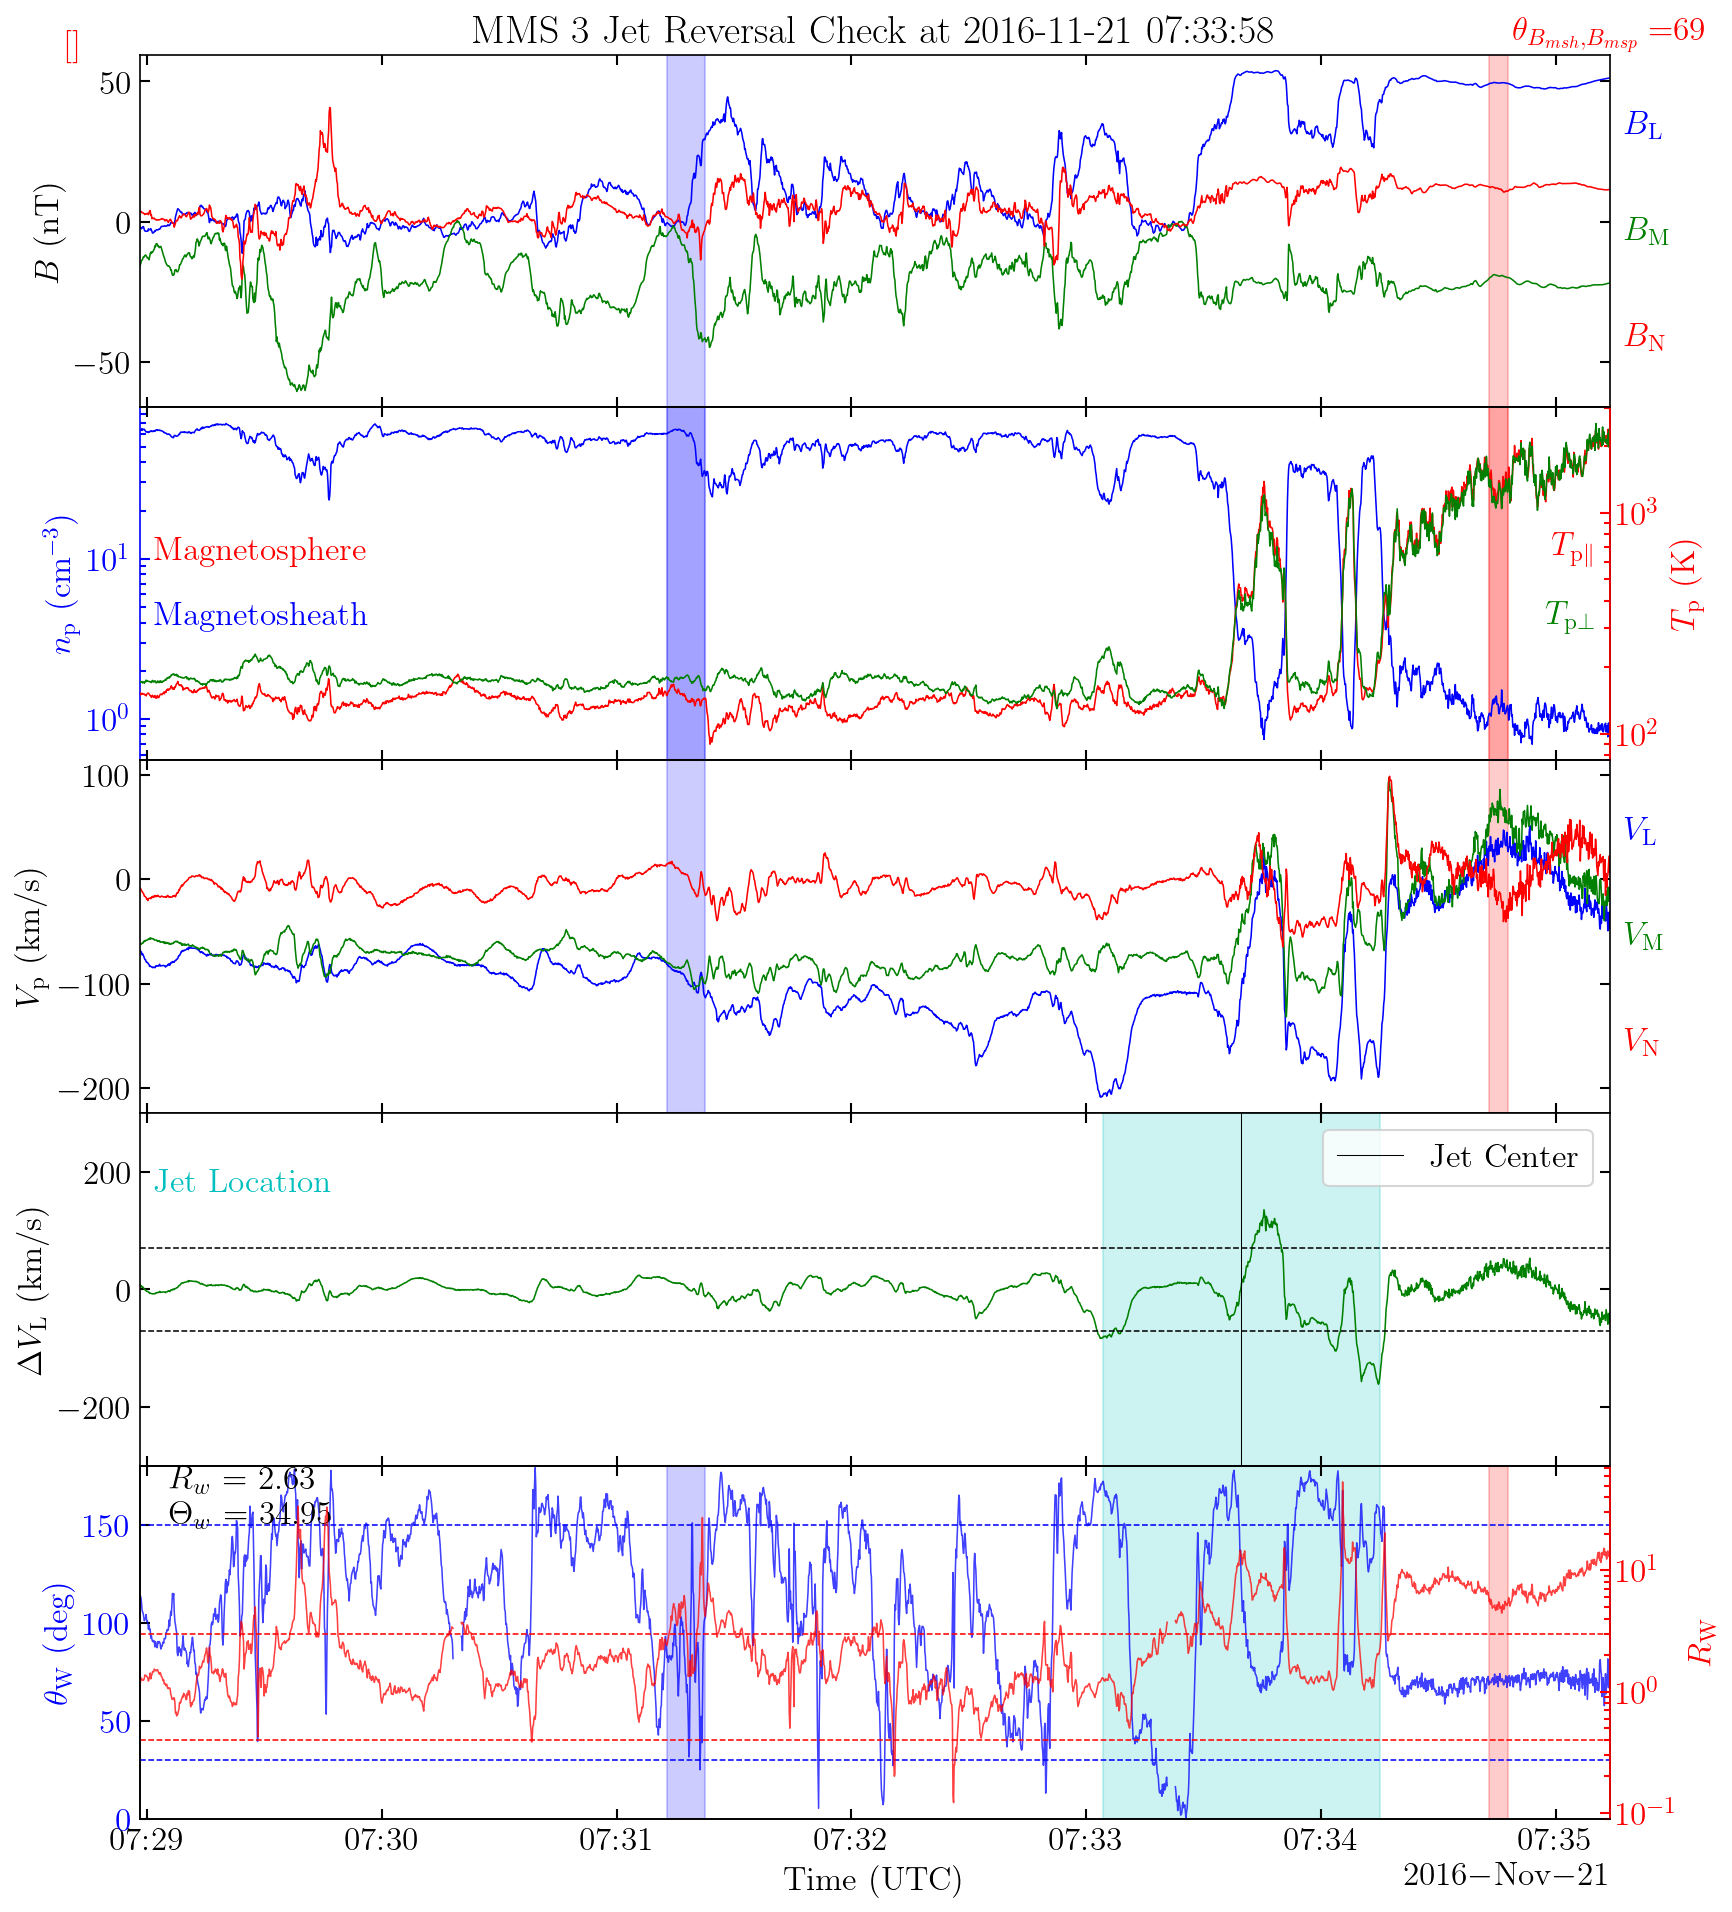 MMS 3 Jet Reversal Check at 2016-11-21 07:33:58
θ_{B_{msh},B_{msp}} =69
[]
50
0
−50
B (nT)
B_L
B_M
B_N
10^1
10^0
n_p (cm^{−3})
Magnetosphere
Magnetosheath
T_{p∥}
T_{p⊥}
10^3
10^2
T_p (K)
100
0
−100
−200
V_p (km/s)
V_L
V_M
V_N
Jet Location
Jet Center
200
0
−200
ΔV_L (km/s)
R_w = 2.63
Θ_w = 34.95
150
100
50
0
θ_W (deg)
10^1
10^0
10^{−1}
R_W
07:29 07:30 07:31 07:32 07:33 07:34 07:35
Time (UTC)
2016−Nov−21